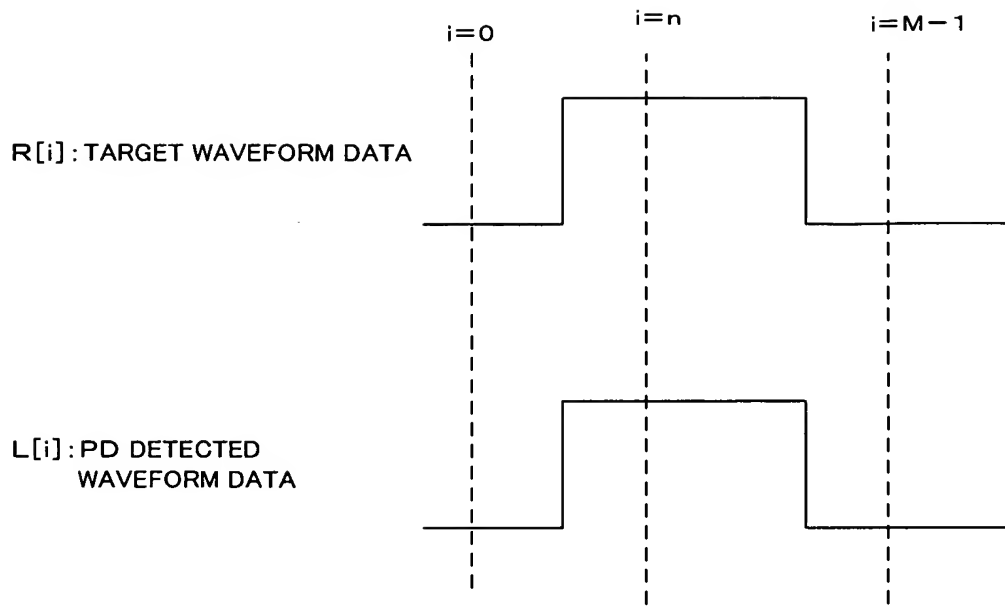 i=0
i=n
i=M-1
R[i]: TARGET WAVEFORM DATA
L[i]: PD DETECTED
WAVEFORM DATA